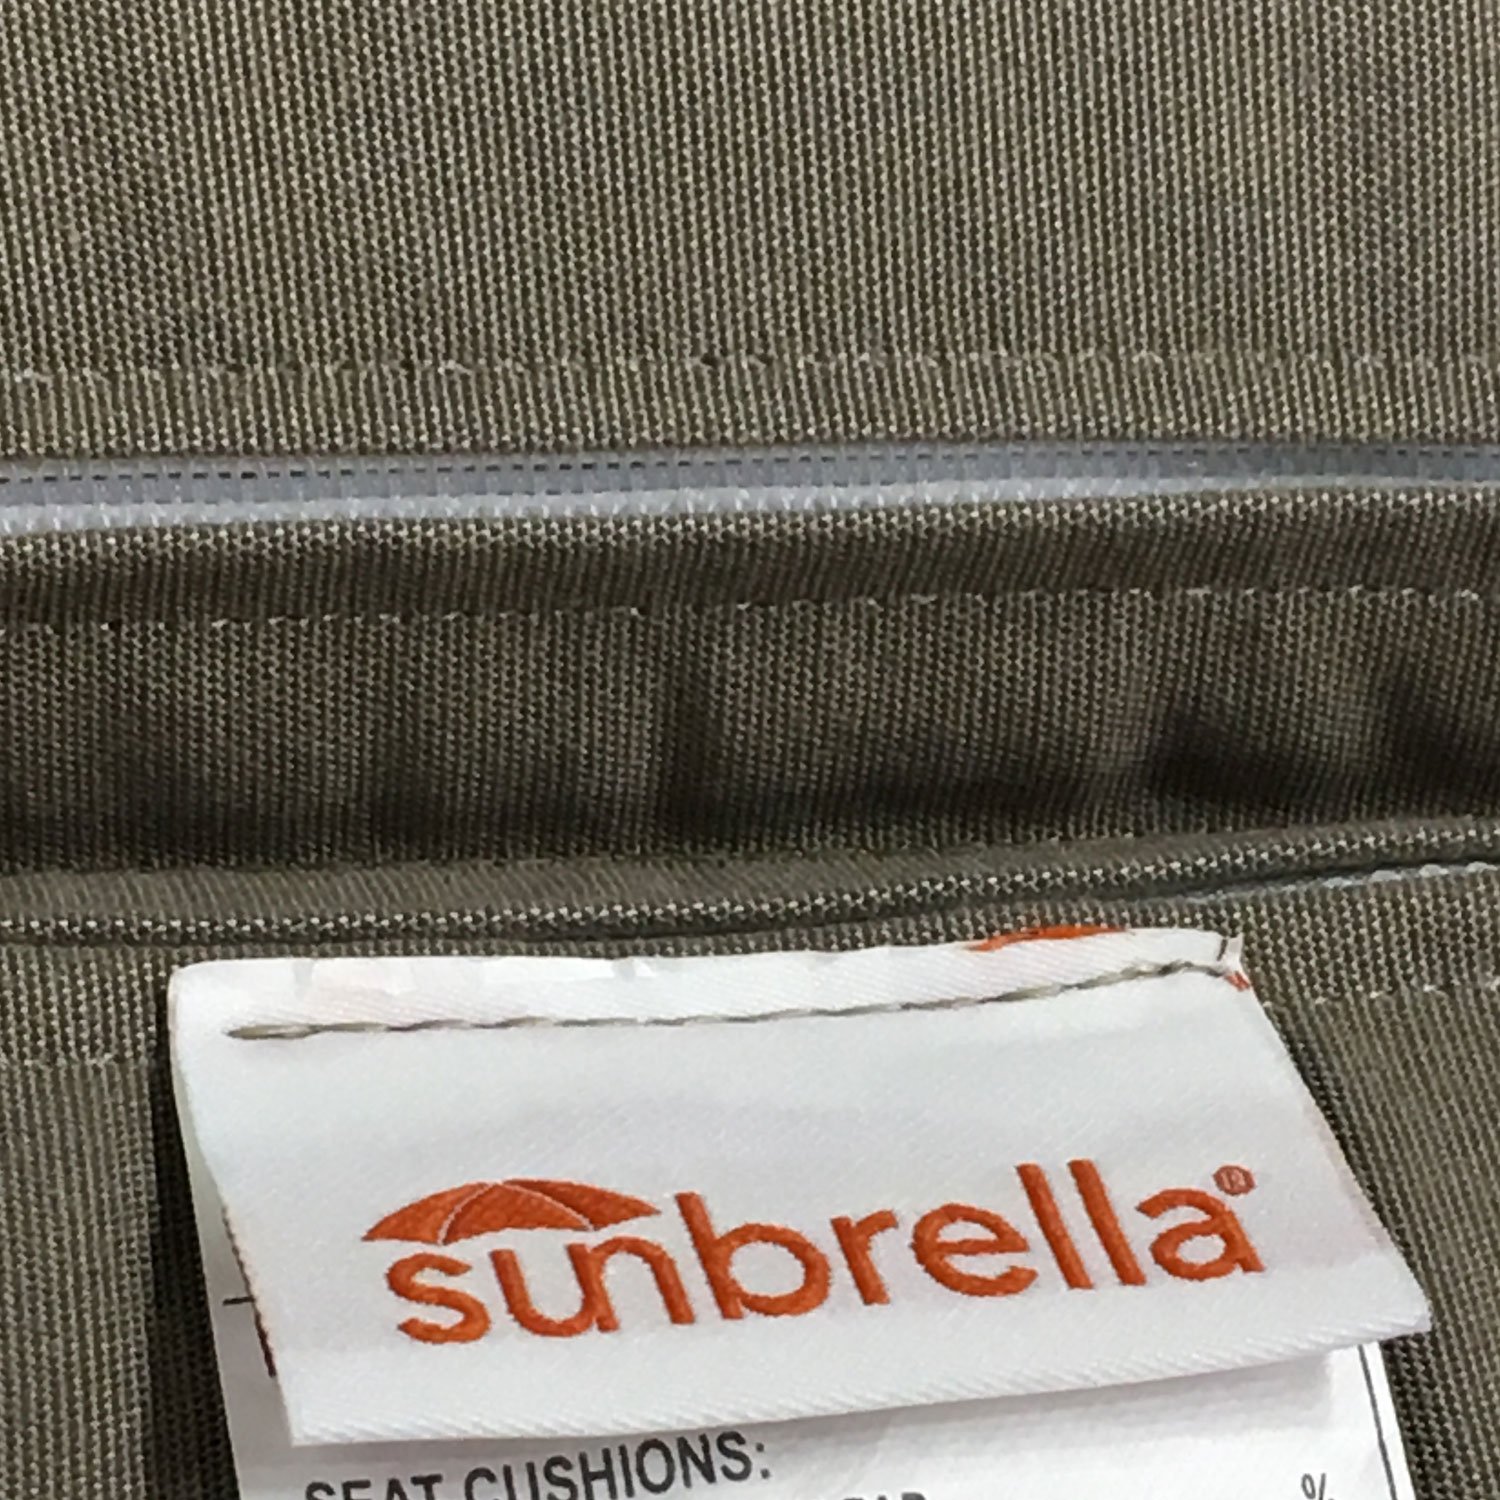 sunbrella®
SEAT CUSHIONS:
%